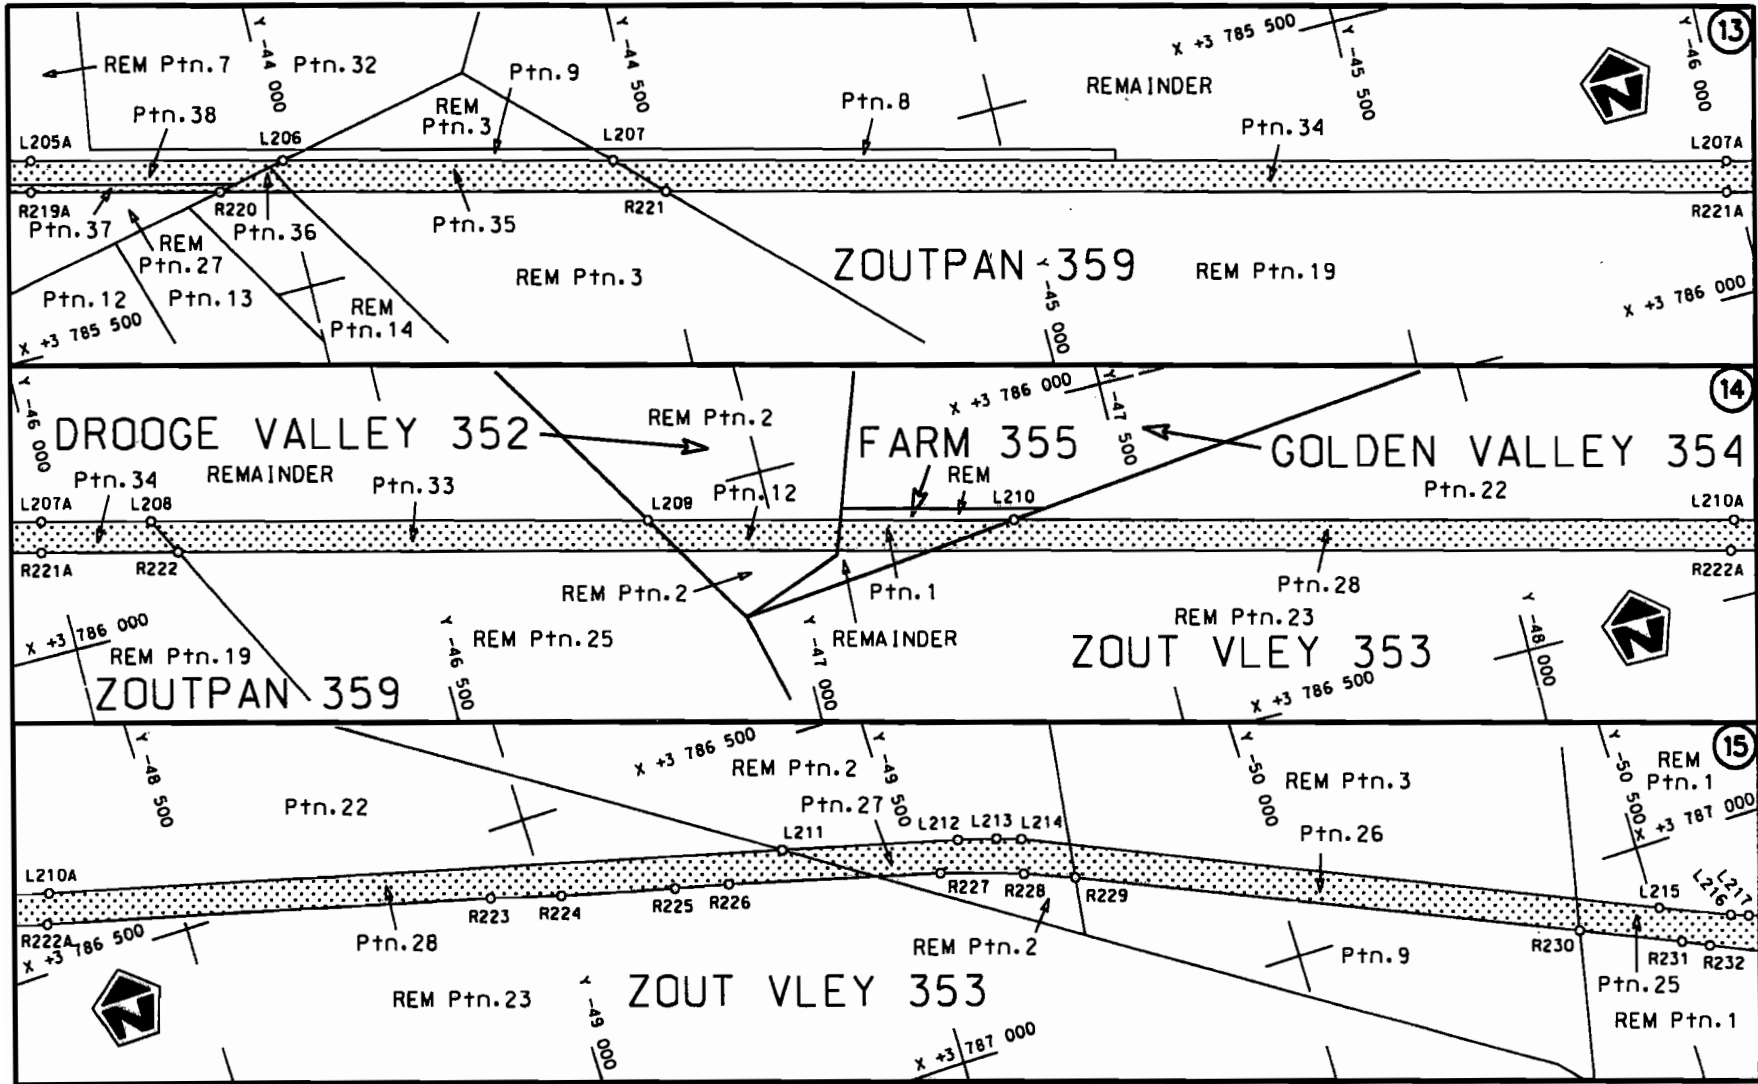 13
Y -44 000
Y -44 500
X +3 785 500
Y -45 500
Y -46 000
REM Ptn.7
Ptn.32
Ptn.9
REMAINDER
REM
Ptn.3
Ptn.38
Ptn.8
Ptn.34
L205A
L206
L207
L207A
R219A
R220
R221
R221A
Ptn.37
REM
Ptn.27
Ptn.36
Ptn.35
ZOUTPAN 359
REM Ptn.19
REM Ptn.3
Ptn.12
Ptn.13
REM
Ptn.14
X +3 785 500
Y -45 000
X +3 786 000
N
14
Y -46 000
DROOGE VALLEY 352
REM Ptn.2
X +3 786 000
Y -47 500
FARM 355
GOLDEN VALLEY 354
REMAINDER
REM
Ptn.34
Ptn.33
Ptn.12
Ptn.22
L207A
L208
L209
L210
L210A
R221A
R222
R222A
REM Ptn.2
Ptn.1
Ptn.28
REM Ptn.23
X +3 786 000
Y -46 500
REM Ptn.25
REMAINDER
Y -47 000
ZOUT VLEY 353
Y -48 000
REM Ptn.19
ZOUTPAN 359
X +3 786 500
N
15
Y -48 500
X +3 786 500
REM Ptn.2
Y -49 500
Y -50 000
REM Ptn.3
Y -50 500
REM
Ptn.1
X +3 787 000
Ptn.22
Ptn.27
L211
L212
L213
L214
Ptn.26
L210A
R222A
R223
R224
R225
R226
R227
R228
R229
L215
L216
L217
X +3 786 500
Ptn.28
REM Ptn.2
Ptn.9
R230
R231
R232
Ptn.25
REM Ptn.23
Y -49 000
ZOUT VLEY 353
REM Ptn.1
X +3 787 000
N